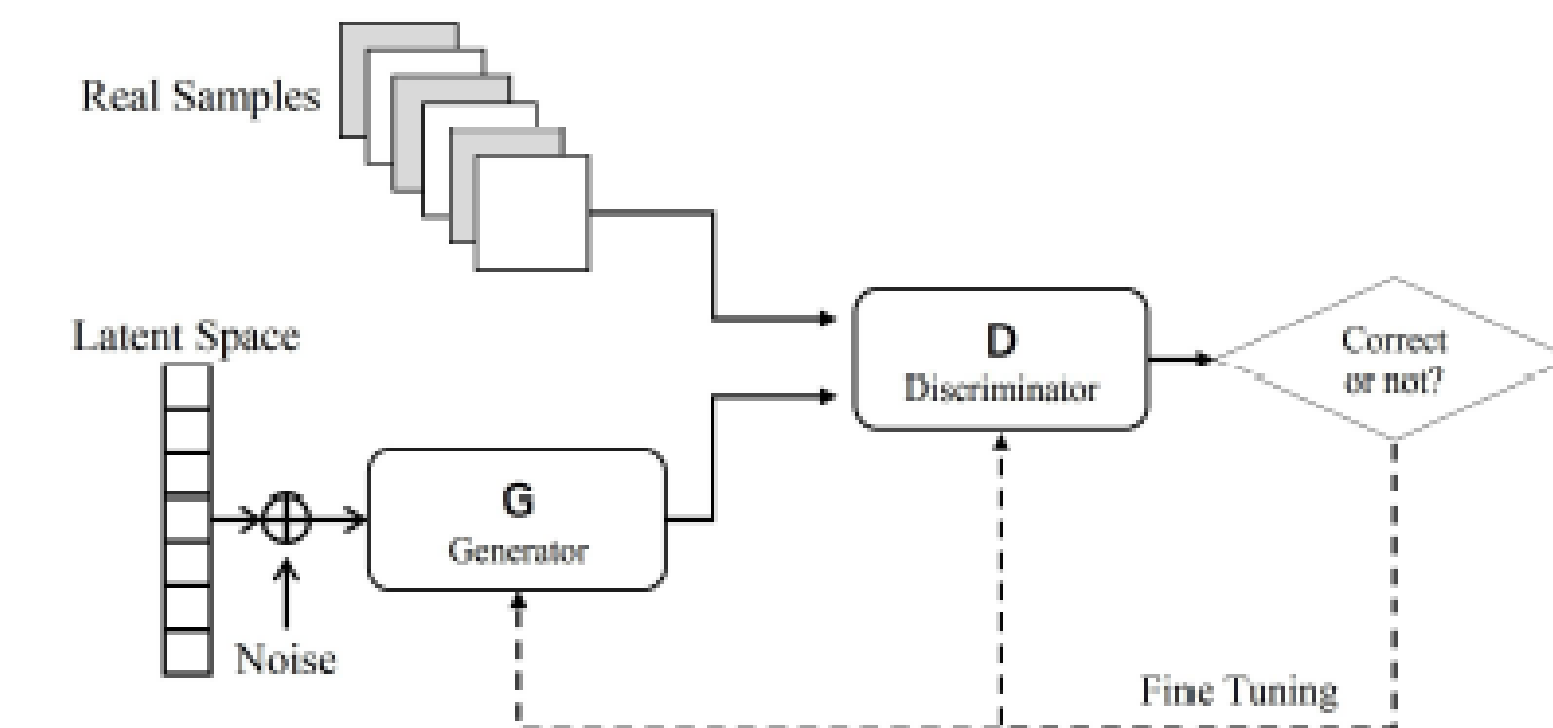 Real Samples
Latent Space
D
Discriminator
Correct
or not?
G
Generator
Noise
Fine Tuning